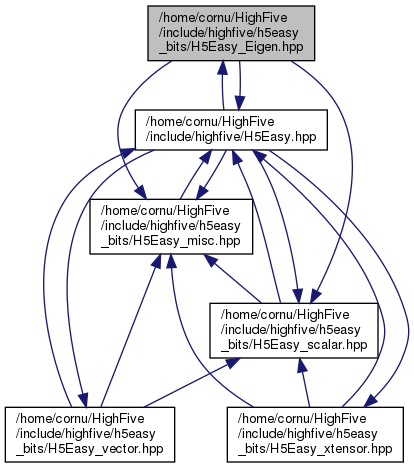 /home/cornu/HighFive
/include/highfive/h5easy
_bits/H5Easy_Eigen.hpp
/home/cornu/HighFive
/include/highfive/H5Easy.hpp
/home/cornu/HighFive
/include/highfive/h5easy
_bits/H5Easy_misc.hpp
/home/cornu/HighFive
/include/highfive/h5easy
_bits/H5Easy_scalar.hpp
/home/cornu/HighFive
/include/highfive/h5easy
_bits/H5Easy_vector.hpp
/home/cornu/HighFive
/include/highfive/h5easy
_bits/H5Easy_xtensor.hpp